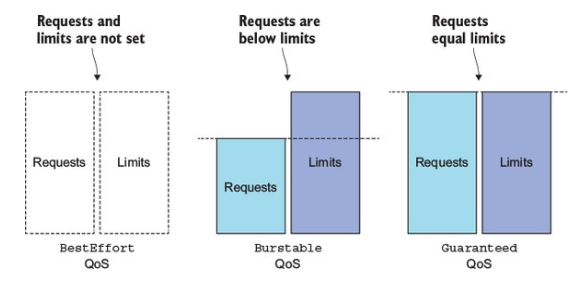 Requests and
limits are not set
Requests are
below limits
Requests
equal limits
Requests
Limits
Requests
Limits
Requests
Limits
BestEffort
QoS
Burstable
QoS
Guaranteed
QoS